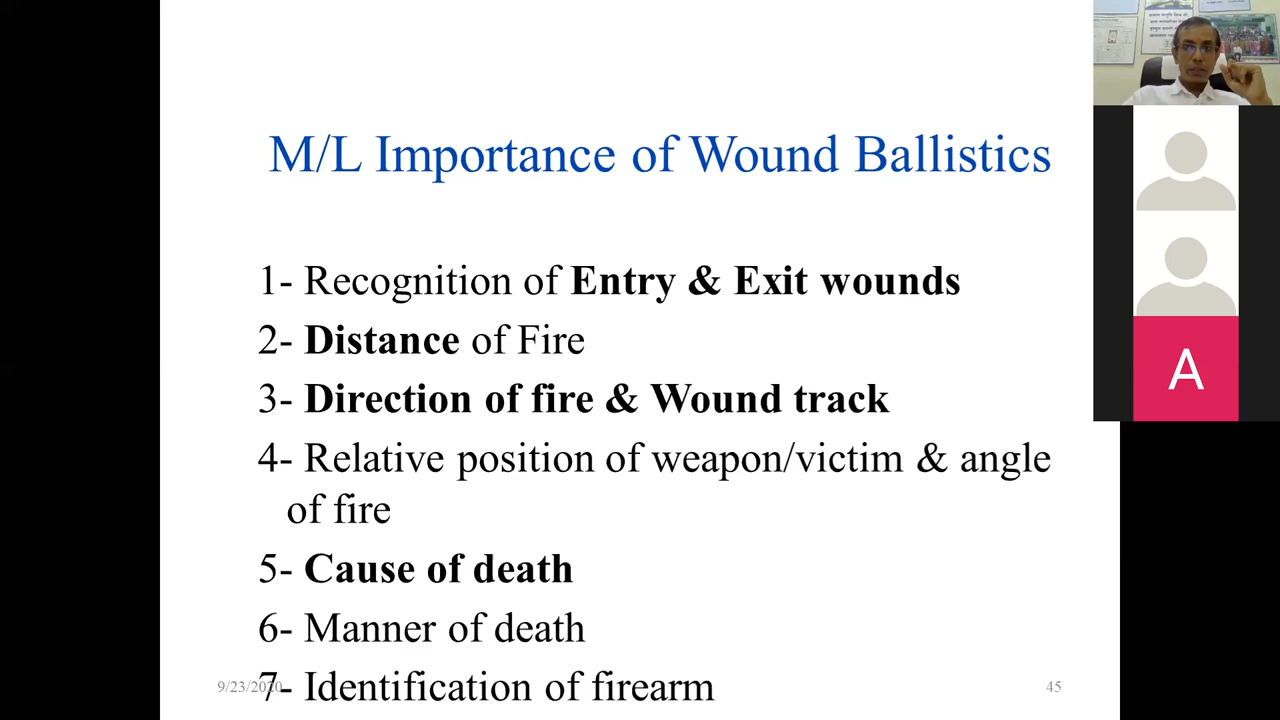 M/L Importance of Wound Ballistics
1- Recognition of Entry & Exit wounds
2- Distance of Fire
3- Direction of fire & Wound track
4- Relative position of weapon/victim & angle
of fire
5- Cause of death
6- Manner of death
7- Identification of firearm
9/23/2020
45
A